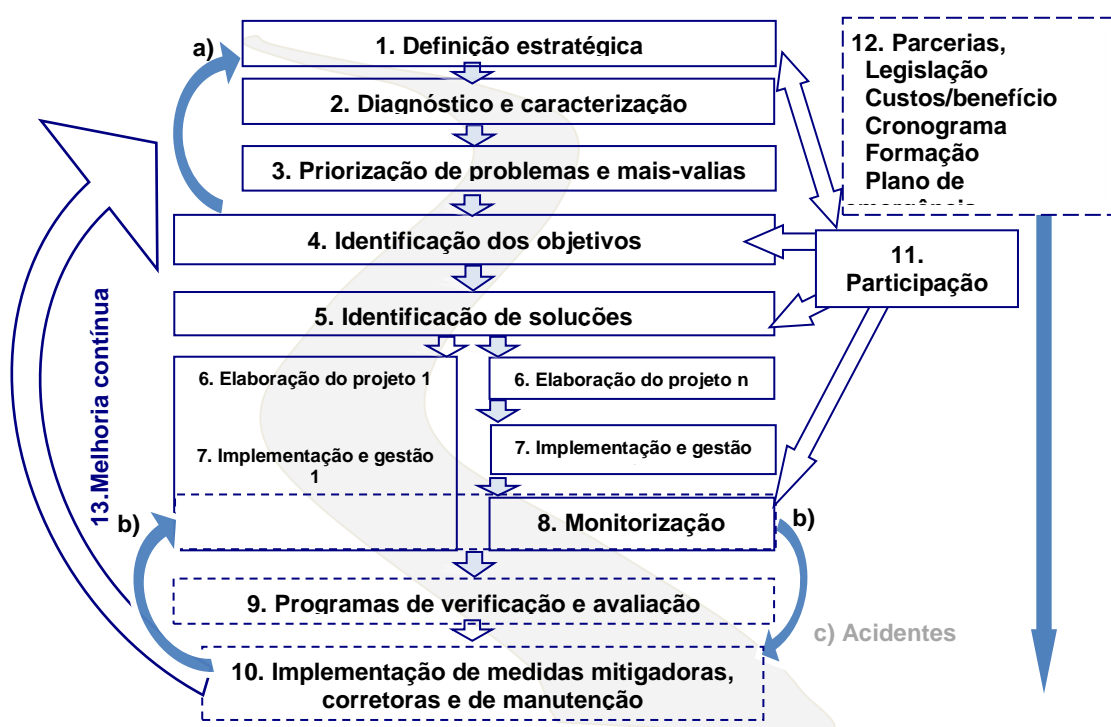 a)
1. Definição estratégica
2. Diagnóstico e caracterização
3. Priorização de problemas e mais-valias
4. Identificação dos objetivos
5. Identificação de soluções
6. Elaboração do projeto 1
7. Implementação e gestão
1
6. Elaboração do projeto n
7. Implementação e gestão
8. Monitorização
b)
b)
9. Programas de verificação e avaliação
c) Acidentes
10. Implementação de medidas mitigadoras,
corretoras e de manutenção
11.
Participação
12. Parcerias,
Legislação
Custos/benefício
Cronograma
Formação
Plano de
emergência
13.Melhoria contínua